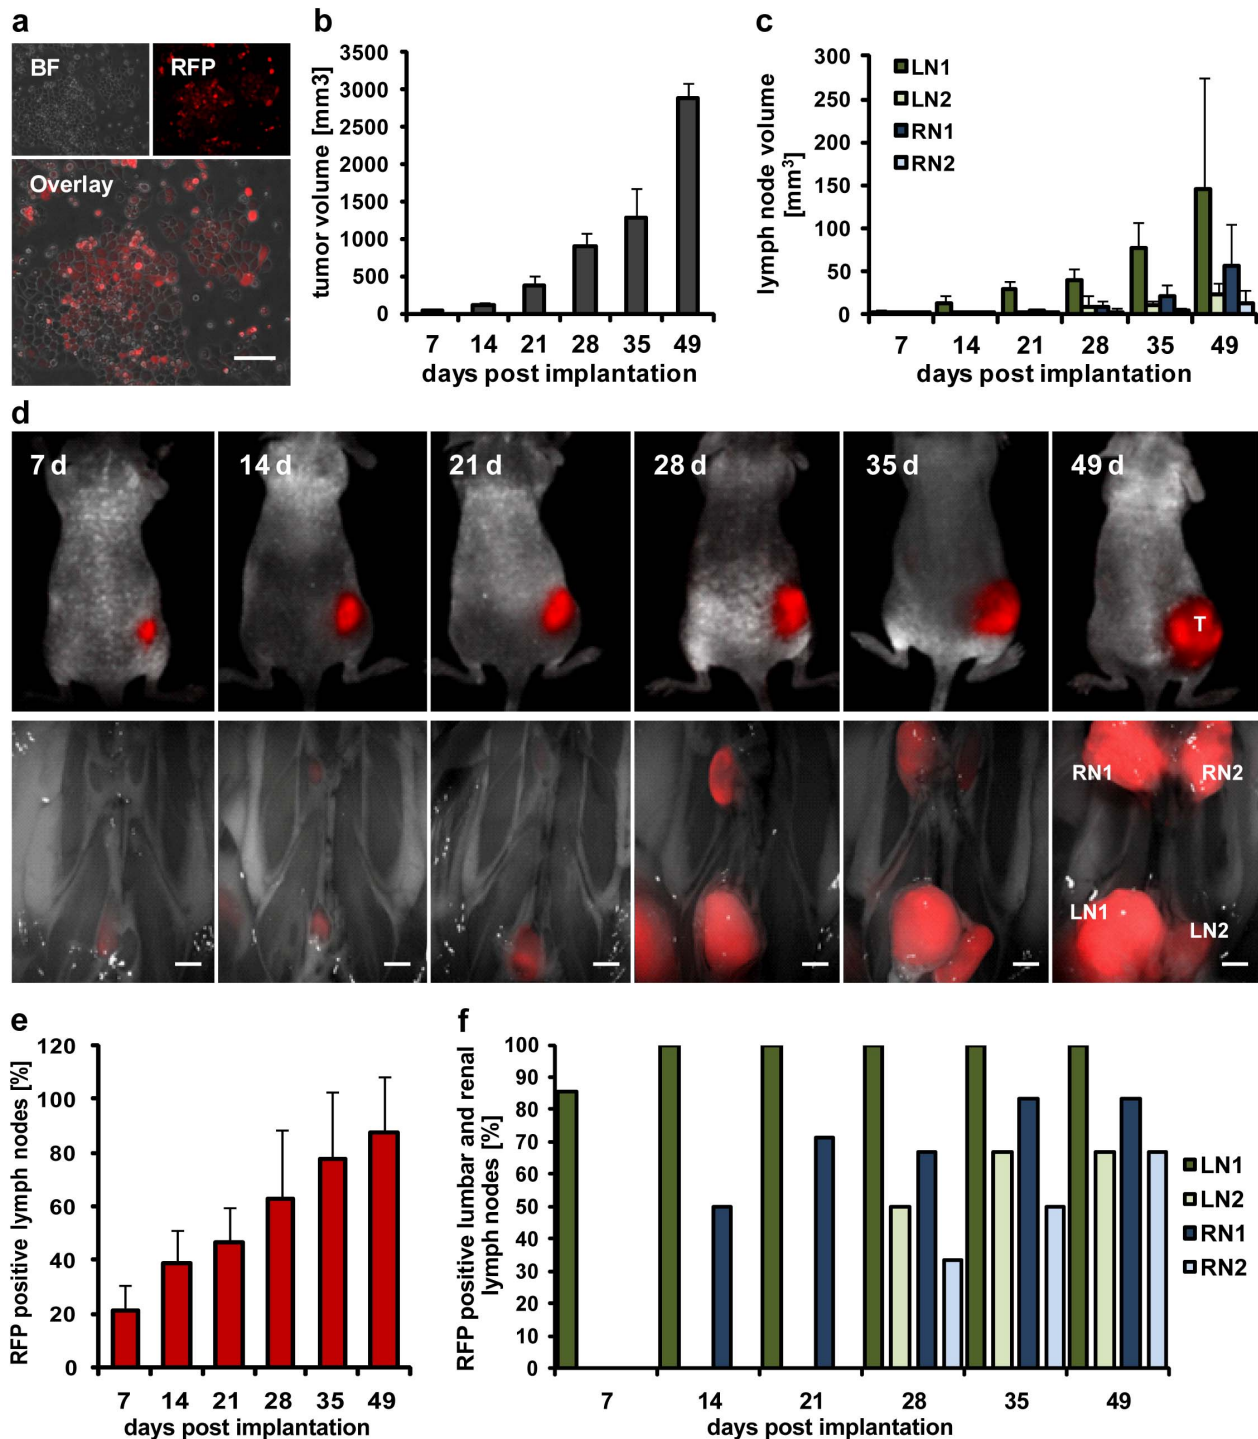 a
BF
RFP
Overlay
b
tumor volume [mm3]
3500
3000
2500
2000
1500
1000
500
0
7 14 21 28 35 49
days post implantation
c
lymph node volume
[mm³]
300
250
200
150
100
50
0
LN1
LN2
RN1
RN2
7 14 21 28 35 49
days post implantation
d
7 d 14 d 21 d 28 d 35 d 49 d
T
RN1 RN2
LN1 LN2
e
RFP positive lymph nodes [%]
120
100
80
60
40
20
0
7 14 21 28 35 49
days post implantation
f
RFP positive lumbar and renal
lymph nodes [%]
100
90
80
70
60
50
40
30
20
10
0
7 14 21 28 35 49
days post implantation
LN1
LN2
RN1
RN2